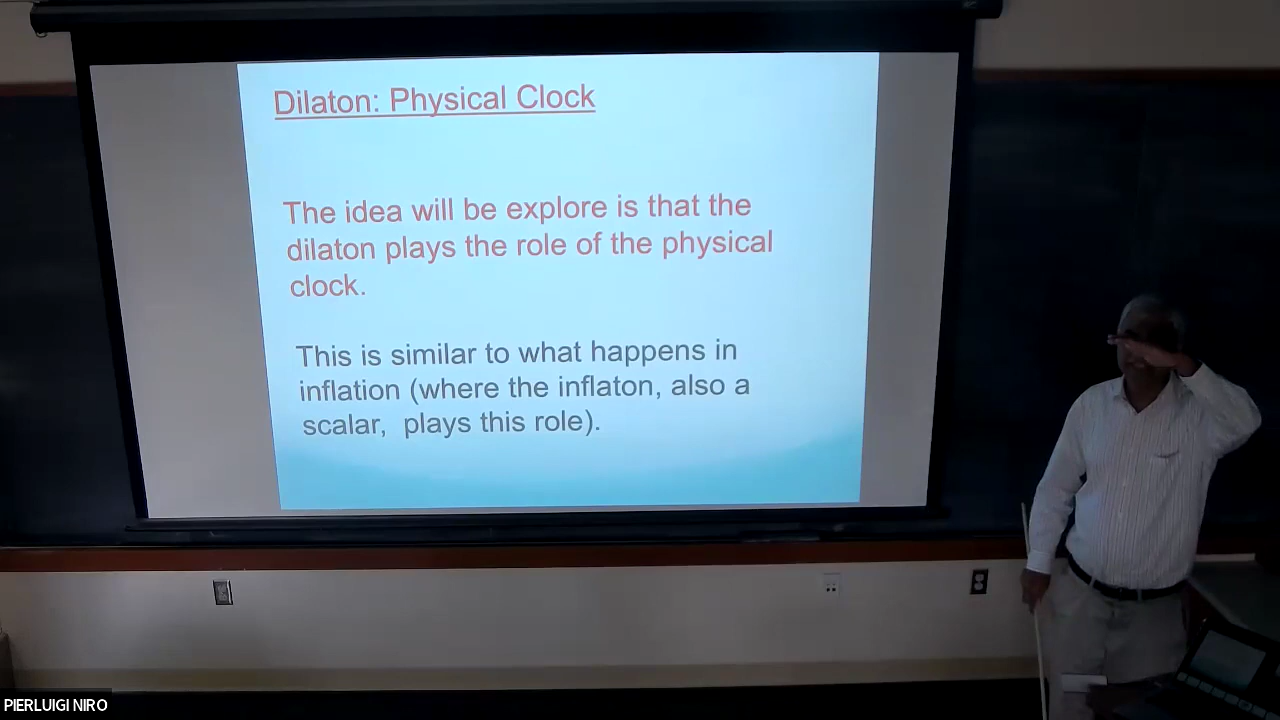 Dilaton: Physical Clock
The idea will be explore is that the
dilaton plays the role of the physical
clock.
This is similar to what happens in
inflation (where the inflaton, also a
scalar, plays this role).
PIERLUIGI NIRO